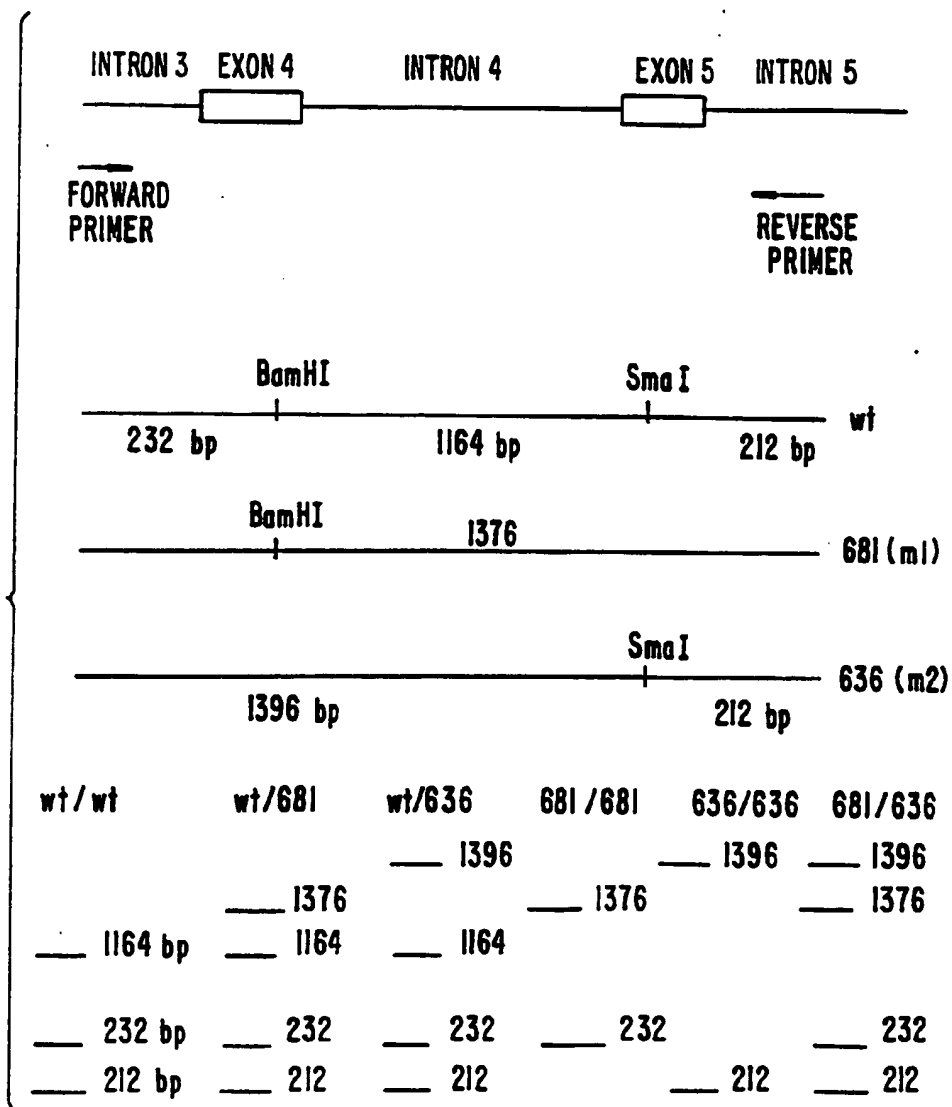 INTRON 3 EXON 4 INTRON 4 EXON 5 INTRON 5
FORWARD
PRIMER
REVERSE
PRIMER
BamHI SmaI
wt
232 bp 1164 bp 212 bp
BamHI
1376
681 (m1)
SmaI
636 (m2)
1396 bp 212 bp
wt/wt wt/681 wt/636 681/681 636/636 681/636
1396 1396 1396
1376 1376 1376
1164 bp 1164 1164
232 bp 232 232 232 232
212 bp 212 212 212 212